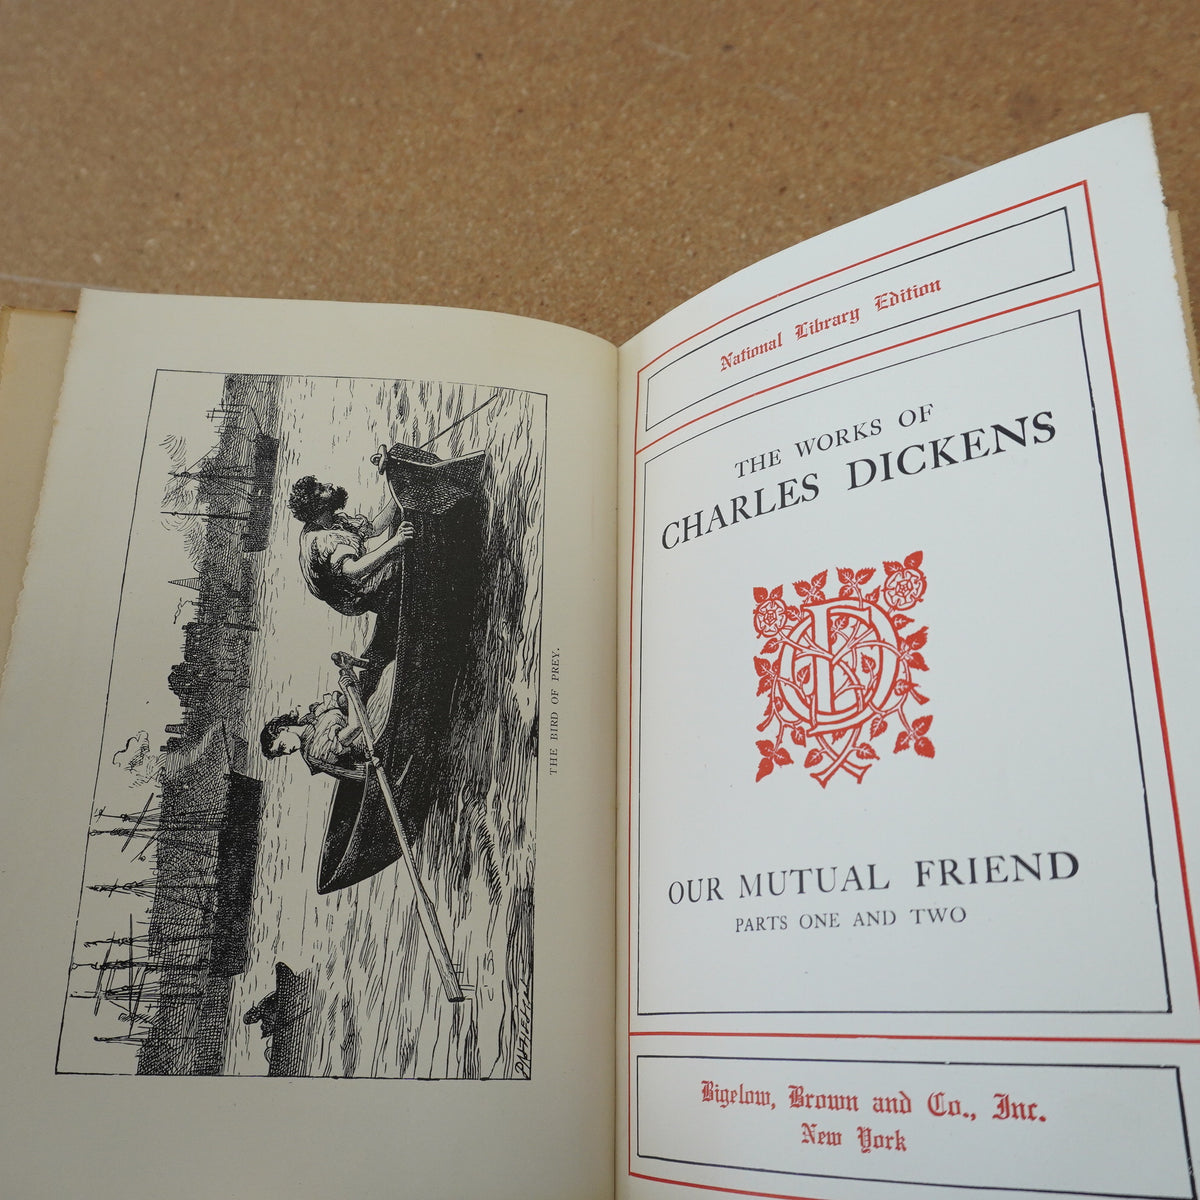 THE BIRD OF PREY.
National Library Edition
THE WORKS OF
CHARLES DICKENS
OUR MUTUAL FRIEND
PARTS ONE AND TWO
Bigelow, Brown and Co., Inc.
New York